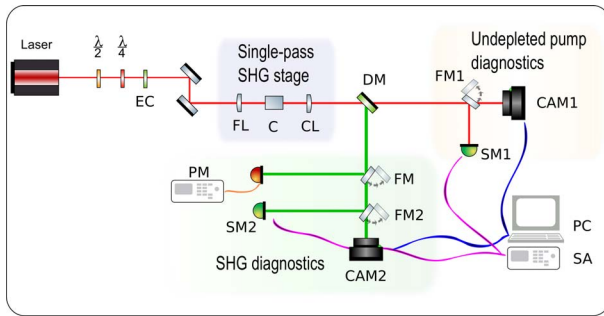 Laser
λ
2
λ
4
EC
Single-pass
SHG stage
FL
C
CL
DM
Undepleted pump
diagnostics
FM1
CAM1
SM1
PM
FM
SM2
FM2
CAM2
SHG diagnostics
PC
SA